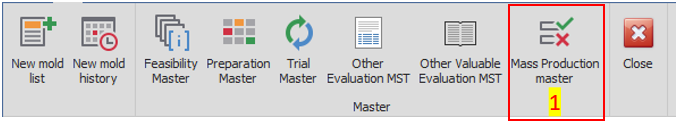 New mold
list
New mold
history
Feasibility
Master
Preparation
Master
Trial
Master
Other
Evaluation MST
Other Valuable
Evaluation MST
Mass Production
master
Close
Master
1